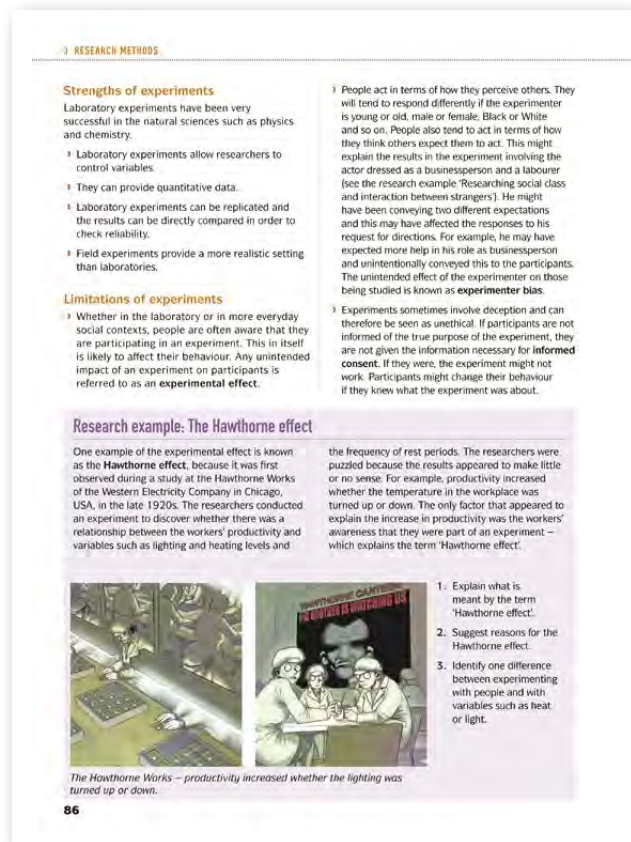 RESEARCH METHODS
Strengths of experiments
Laboratory experiments have been very
successful in the natural sciences such as physics
and chemistry.
Laboratory experiments allow researchers to
control variables.
They can provide quantitative data.
Laboratory experiments can be replicated and
the results can be directly compared in order to
check reliability.
Field experiments provide a more realistic setting
than laboratories.
Limitations of experiments
Whether in the laboratory or in more everyday
social contexts, people are often aware that they
are participating in an experiment. This in itself
is likely to affect their behaviour. Any unintended
impact of an experiment on participants is
referred to as an experimental effect.
People act in terms of how they perceive others. They
will tend to respond differently if the experimenter
is young or old, male or female, Black or White
and so on. People also tend to act in terms of how
they think others expect them to act. This might
explain the results in the experiment involving the
actor dressed as a businessperson and a labourer
(see the research example 'Researching social class
and interaction between strangers'). He might
have been conveying two different expectations
and this may have affected the responses to his
request for directions. For example, he may have
expected more help in his role as businessperson
and unintentionally conveyed this to the participants.
The unintended effect of the experimenter on those
being studied is known as experimenter bias.
Experiments sometimes involve deception and can
therefore be seen as unethical. If participants are not
informed of the true purpose of the experiment, they
are not given the information necessary for informed
consent. If they were, the experiment might not
work. Participants might change their behaviour
if they knew what the experiment was about.
Research example: The Hawthorne effect
One example of the experimental effect is known
as the Hawthorne effect, because it was first
observed during a study at the Hawthorne Works
of the Western Electricity Company in Chicago,
USA, in the late 1920s. The researchers conducted
an experiment to discover whether there was a
relationship between the workers' productivity and
variables such as lighting and heating levels and
the frequency of rest periods. The researchers were
puzzled because the results appeared to make little
or no sense. For example, productivity increased
whether the temperature in the workplace was
turned up or down. The only factor that appeared to
explain the increase in productivity was the workers'
awareness that they were part of an experiment –
which explains the term 'Hawthorne effect'.
HAWTHORNE CANTEEN
BROTHER IS WATCHING US
1. Explain what is
meant by the term
'Hawthorne effect'.
2. Suggest reasons for the
Hawthorne effect.
3. Identify one difference
between experimenting
with people and with
variables such as heat
or light.
The Hawthorne Works – productivity increased whether the lighting was
turned up or down.
86